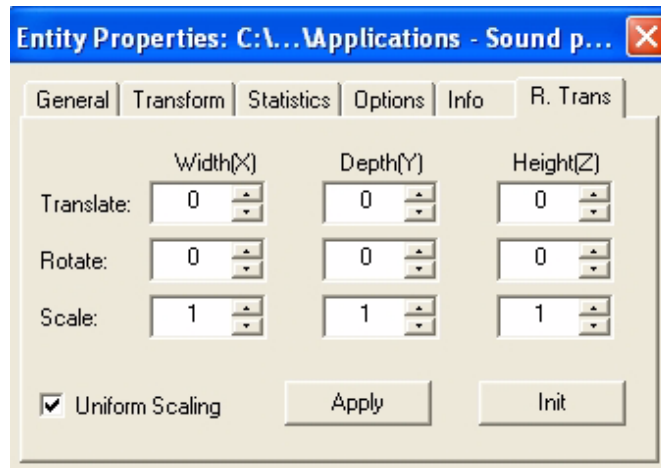 Entity Properties: C:\...\Applications - Sound p...
General Transform Statistics Options Info R. Trans
Width(X) Depth(Y) Height(Z)
Translate: 0 0 0
Rotate: 0 0 0
Scale: 1 1 1
Uniform Scaling Apply Init